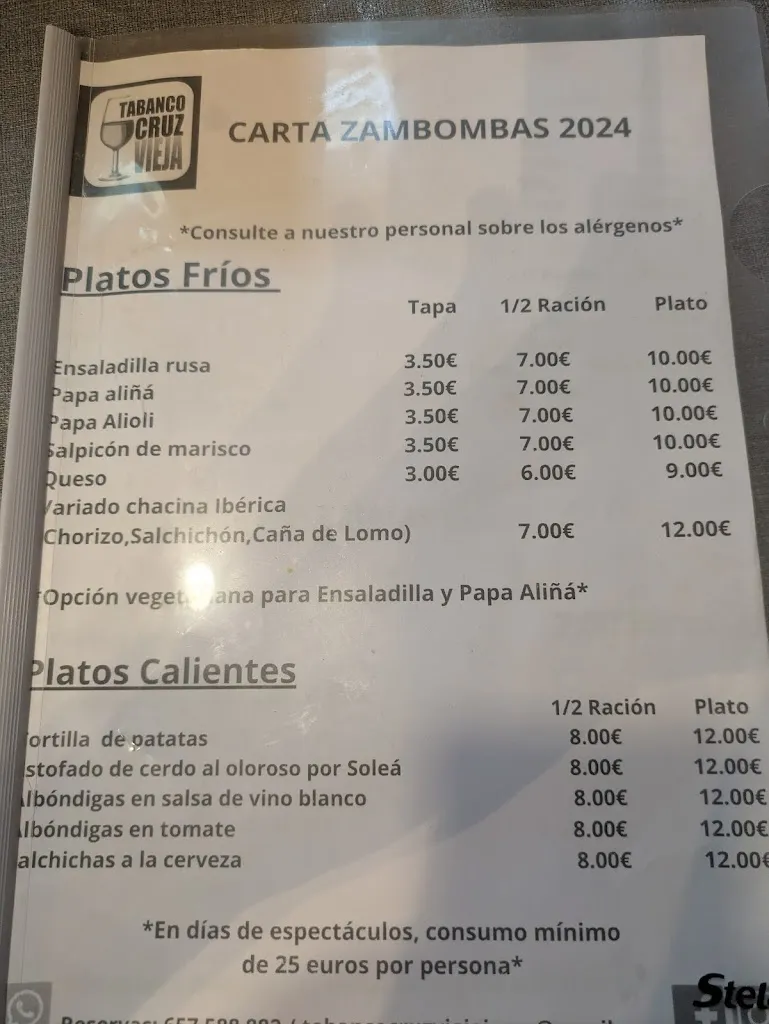 TABANCO
CRUZ
VIEJA
CARTA ZAMBOMBAS 2024
*Consulte a nuestro personal sobre los alérgenos*
Platos Fríos
Tapa 1/2 Ración Plato
Ensaladilla rusa 3.50€ 7.00€ 10.00€
Papa aliñá 3.50€ 7.00€ 10.00€
Papa Alioli 3.50€ 7.00€ 10.00€
Salpicón de marisco 3.50€ 7.00€ 10.00€
Queso 3.00€ 6.00€ 9.00€
Variado chacina Ibérica
Chorizo,Salchichón,Caña de Lomo) 7.00€ 12.00€
*Opción vegetariana para Ensaladilla y Papa Aliñá*
Platos Calientes
1/2 Ración Plato
ortilla de patatas 8.00€ 12.00€
stofado de cerdo al oloroso por Soleá 8.00€ 12.00€
lbóndigas en salsa de vino blanco 8.00€ 12.00€
lbóndigas en tomate 8.00€ 12.00€
alchichas a la cerveza 8.00€ 12.00€
*En días de espectáculos, consumo mínimo
de 25 euros por persona*
Stel